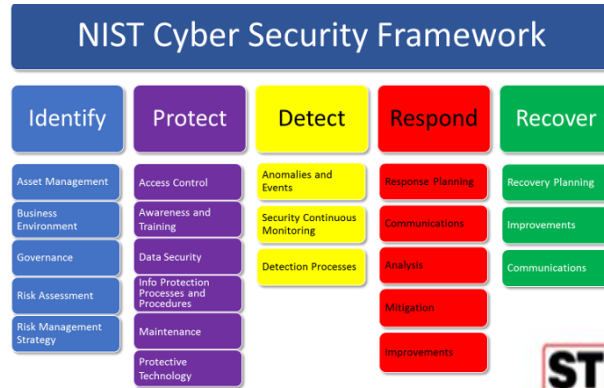 NIST Cyber Security Framework
Identify
Protect
Detect
Respond
Recover
Asset Management
Business
Environment
Governance
Risk Assessment
Risk Management
Strategy
Access Control
Awareness and
Training
Data Security
Info Protection
Processes and
Procedures
Maintenance
Protective
Technology
Anomalies and
Events
Security Continuous
Monitoring
Detection Processes
Response Planning
Communications
Analysis
Mitigation
Improvements
Recovery Planning
Improvements
Communications
ST